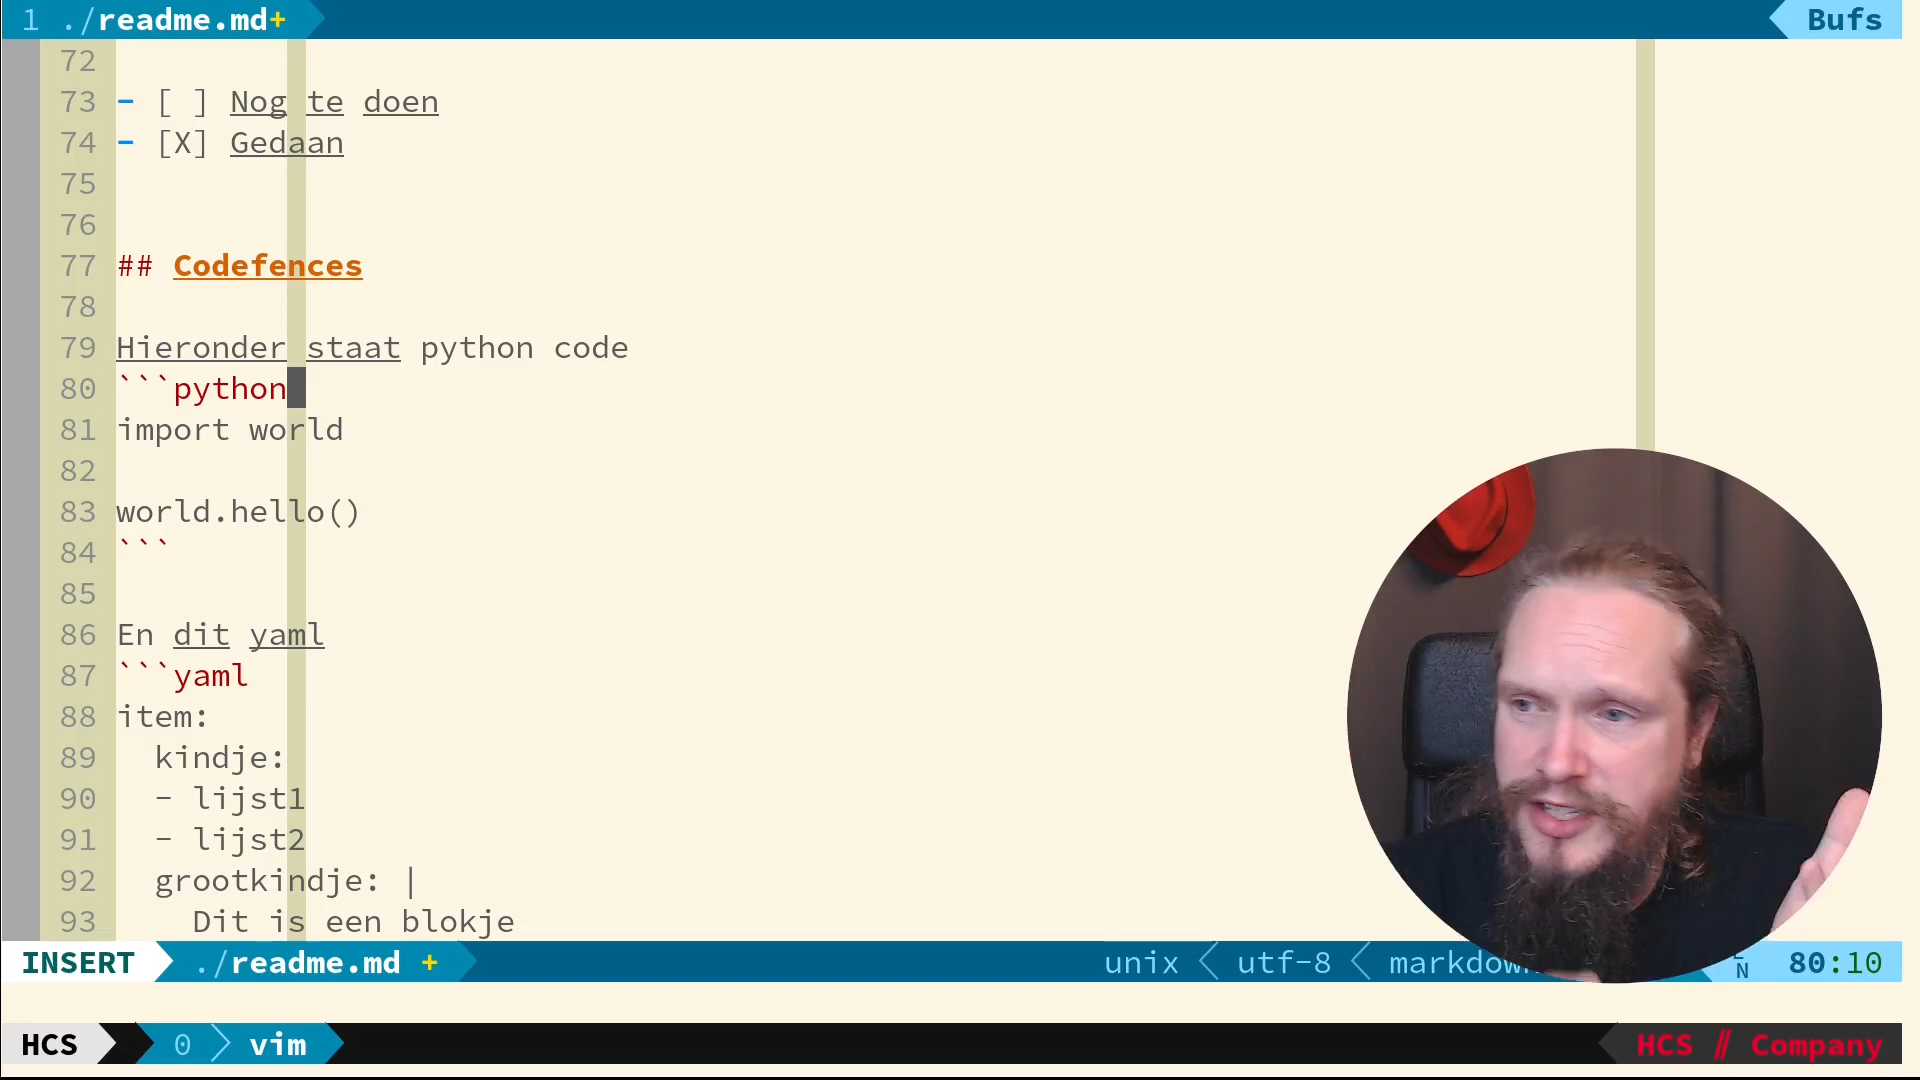 1 ./readme.md+ Bufs
72
73 - [ ] Nog te doen
74 - [X] Gedaan
75
76
77 ## Codefences
78
79 Hieronder staat python code
80 ```python
81 import world
82
83 world.hello()
84 ```
85
86 En dit yaml
87 ```yaml
88 item:
89   kindje:
90   - lijst1
91   - lijst2
92   grootkindje: |
93     Dit is een blokje
INSERT ./readme.md + unix utf-8 80:10
HCS 0 vim HCS // Company